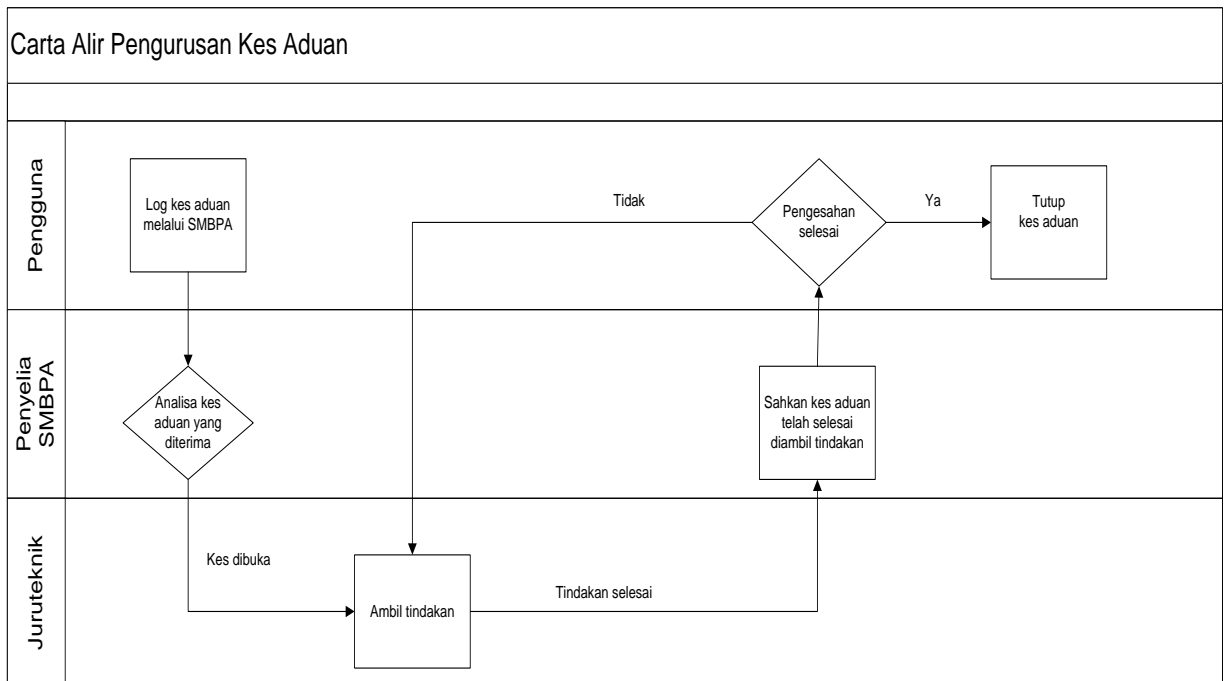 Carta Alir Pengurusan Kes Aduan
Pengguna
Log kes aduan
melalui SMBPA
Tidak
Pengesahan
selesai
Ya
Tutup
kes aduan
Penyelia
SMBPA
Analisa kes
aduan yang
diterima
Sahkan kes aduan
telah selesai
diambil tindakan
Juruteknik
Kes dibuka
Ambil tindakan
Tindakan selesai